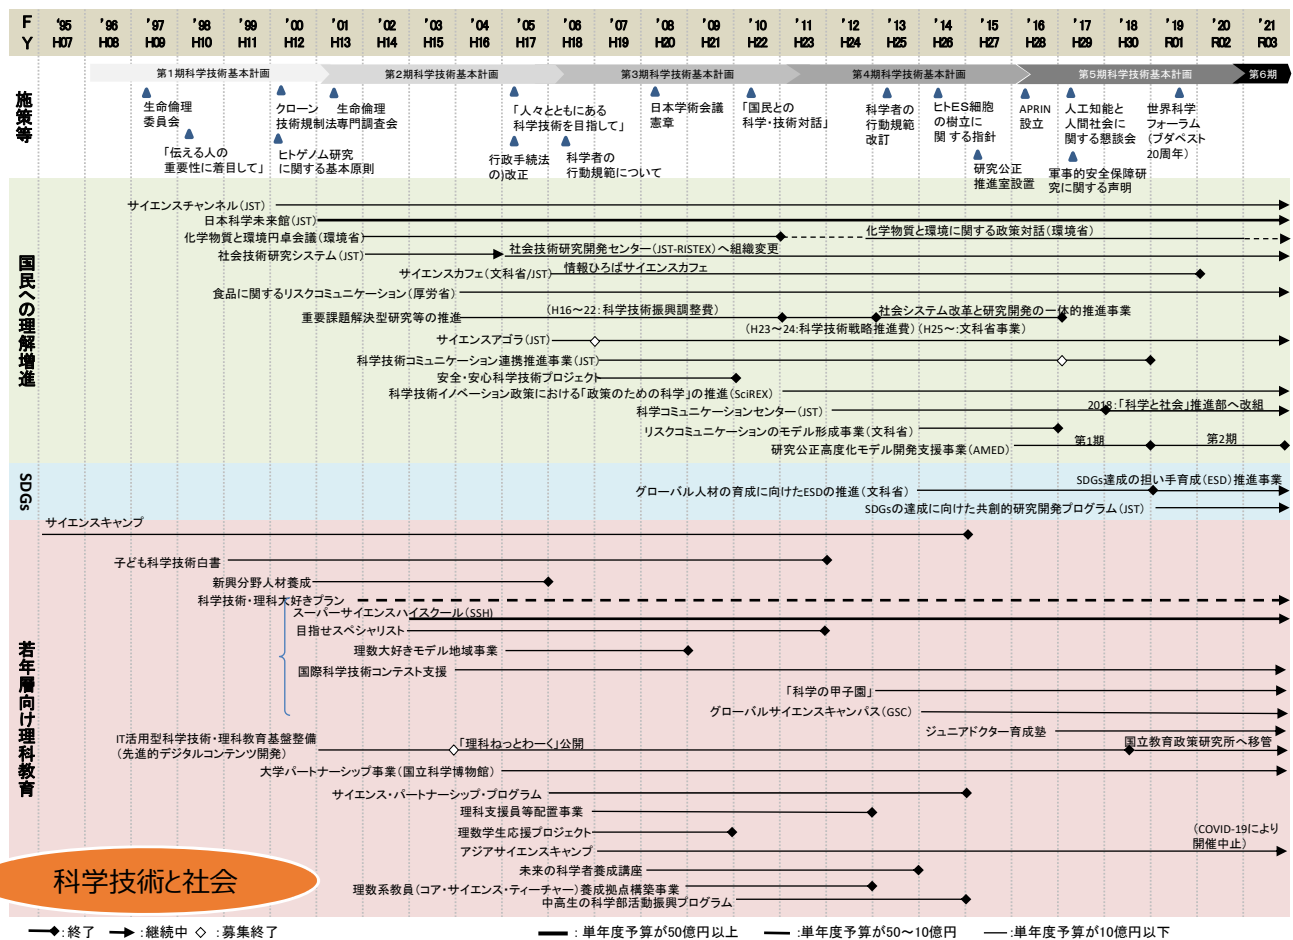 FY
'95 '96 '97 '98 '99 '00 '01 '02 '03 '04 '05 '06 '07 '08 '09 '10 '11 '12 '13 '14 '15 '16 '17 '18 '19 '20 '21
H07 H08 H09 H10 H11 H12 H13 H14 H15 H16 H17 H18 H19 H20 H21 H22 H23 H24 H25 H26 H27 H28 H29 H30 R01 R02 R03
第1期科学技術基本計画
第2期科学技術基本計画
第3期科学技術基本計画
第4期科学技術基本計画
第5期科学技術基本計画
第6期
施策等
生命倫理
委員会
「伝える人の
重要性に着目して」
クローン
技術規制法
ヒトゲノム研究
に関する基本原則
生命倫理
専門調査会
「人々とともにある
科学技術を目指して」
行政手続法
の)改正
科学者の
行動規範について
日本学術会議
憲章
「国民との
科学・技術対話」
科学者の
行動規範
改訂
ヒトES細胞
の樹立に
関する指針
研究公正
推進室設置
APRIN
設立
人工知能と
人間社会に
関する懇談会
軍事的安全保障研
究に関する声明
世界科学
フォーラム
(ブダペスト
20周年)
国民への理解増進
サイエンスチャンネル(JST)
日本科学未来館(JST)
化学物質と環境円卓会議(環境省)
化学物質と環境に関する政策対話(環境省)
社会技術研究システム(JST)
社会技術研究開発センター(JST-RISTEX)へ組織変更
サイエンスカフェ(文科省/JST)
情報ひろばサイエンスカフェ
食品に関するリスクコミュニケーション(厚労省)
重要課題解決型研究等の推進
(H16～22:科学技術振興調整費)
社会システム改革と研究開発の一体的推進事業
(H23～24:科学技術戦略推進費)
(H25～:文科省事業)
サイエンスアゴラ(JST)
科学技術コミュニケーション連携推進事業(JST)
安全・安心科学技術プロジェクト
科学技術イノベーション政策における「政策のための科学」の推進(SciREX)
科学コミュニケーションセンター(JST)
2018:「科学と社会」推進部へ改組
リスクコミュニケーションのモデル形成事業(文科省)
研究公正高度化モデル開発支援事業(AMED)
第1期
第2期
SDGs
グローバル人材の育成に向けたESDの推進(文科省)
SDGs達成の担い手育成(ESD)推進事業
SDGsの達成に向けた共創的研究開発プログラム(JST)
若年層向け理科教育
サイエンスキャンプ
子ども科学技術白書
新興分野人材養成
科学技術・理科大好きプラン
スーパーサイエンスハイスクール(SSH)
目指せスペシャリスト
理数大好きモデル地域事業
国際科学技術コンテスト支援
「科学の甲子園」
グローバルサイエンスキャンパス(GSC)
ジュニアドクター育成塾
IT活用型科学技術・理科教育基盤整備
(先進的デジタルコンテンツ開発)
「理科ねっとわーく」公開
国立教育政策研究所へ移管
大学パートナーシップ事業(国立科学博物館)
サイエンス・パートナーシップ・プログラム
理科支援員等配置事業
理数学生応援プロジェクト
アジアサイエンスキャンプ
(COVID-19により
開催中止)
未来の科学者養成講座
理数系教員(コア・サイエンス・ティーチャー)養成拠点構築事業
中高生の科学部活動振興プログラム
科学技術と社会
:終了
:継続中
:募集終了
:単年度予算が50億円以上
:単年度予算が50～10億円
:単年度予算が10億円以下